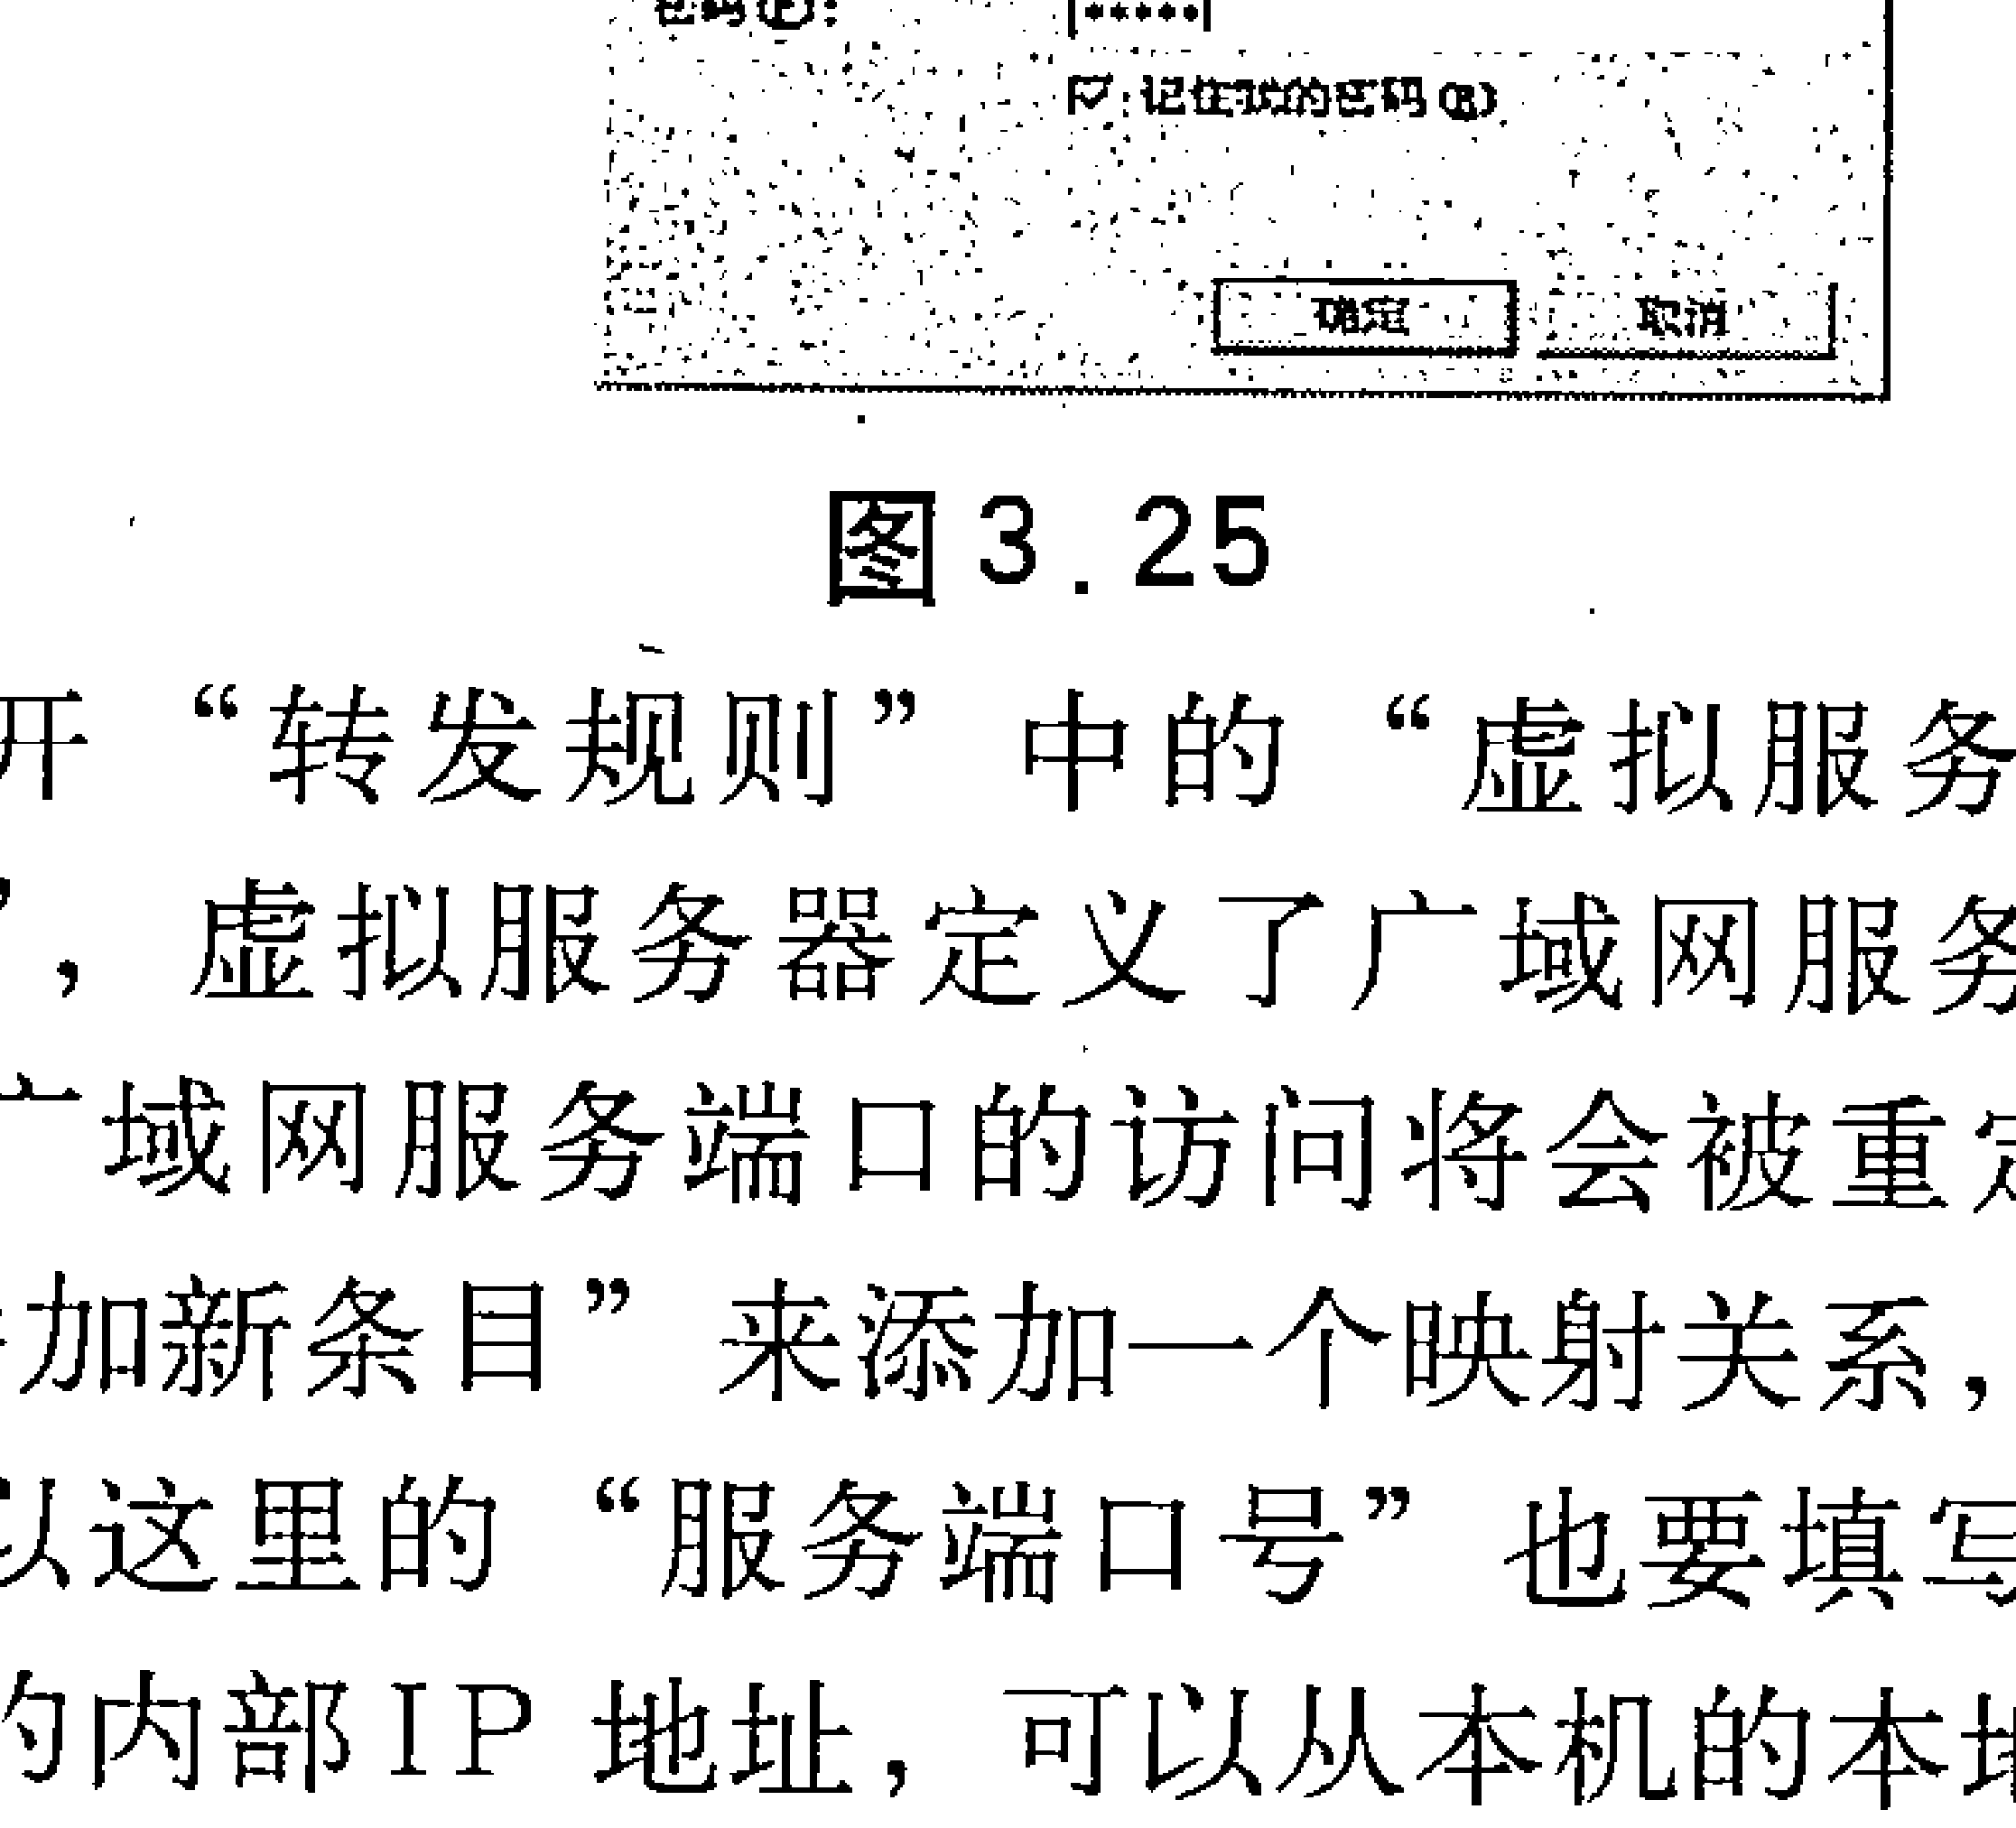 密码(P): *****
记住我的密码(R)
确定 取消
图3.25
开“转发规则”中的“虚拟服务
”,虚拟服务器定义了广域网服务
广域网服务端口的访问将会被重定
加新条目”来添加一个映射关系,
以这里的“服务端口号”也要填写
的内部IP 地址,可以从本机的本地